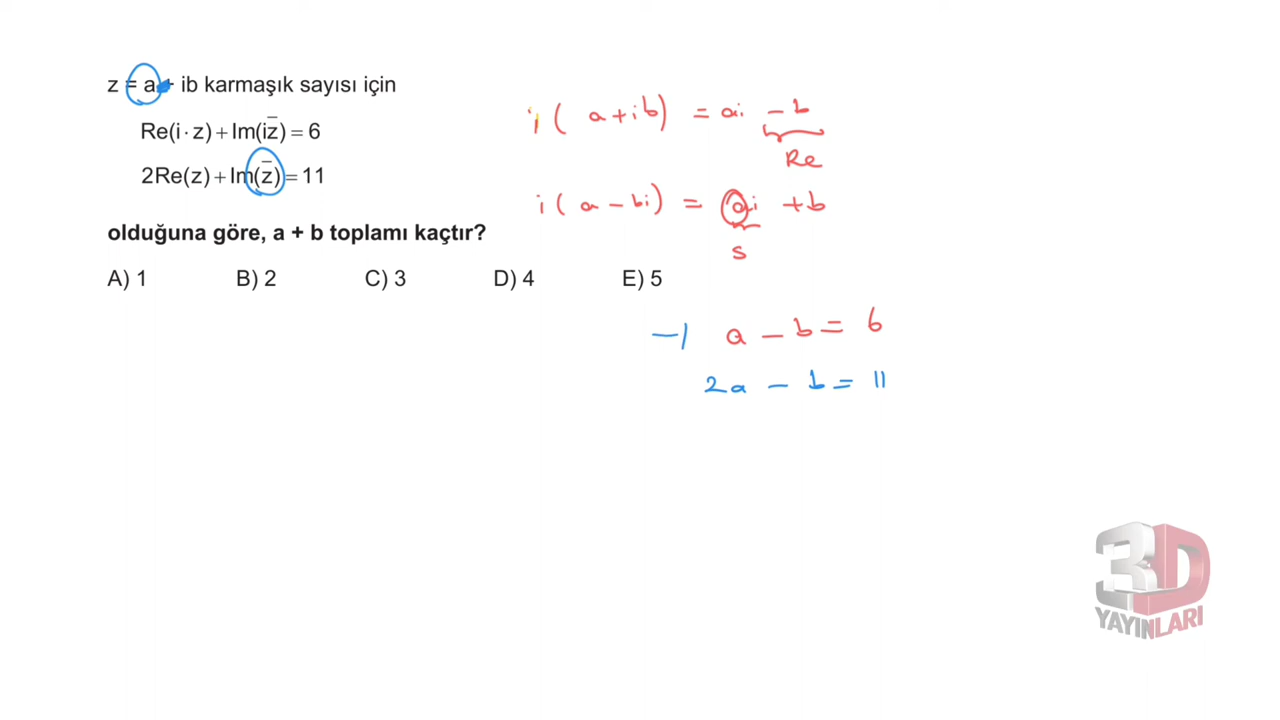 z = a + ib karmaşık sayısı için
Re(i · z) + Im(iz̅) = 6
2Re(z) + Im(z̅) = 11
olduğuna göre, a + b toplamı kaçtır?
A) 1 B) 2 C) 3 D) 4 E) 5
i ( a + ib ) = ai - b
Re
i ( a - bi ) = ai + b
s
-1 a - b = 6
2a - b = 11
3D
YAYINLARI